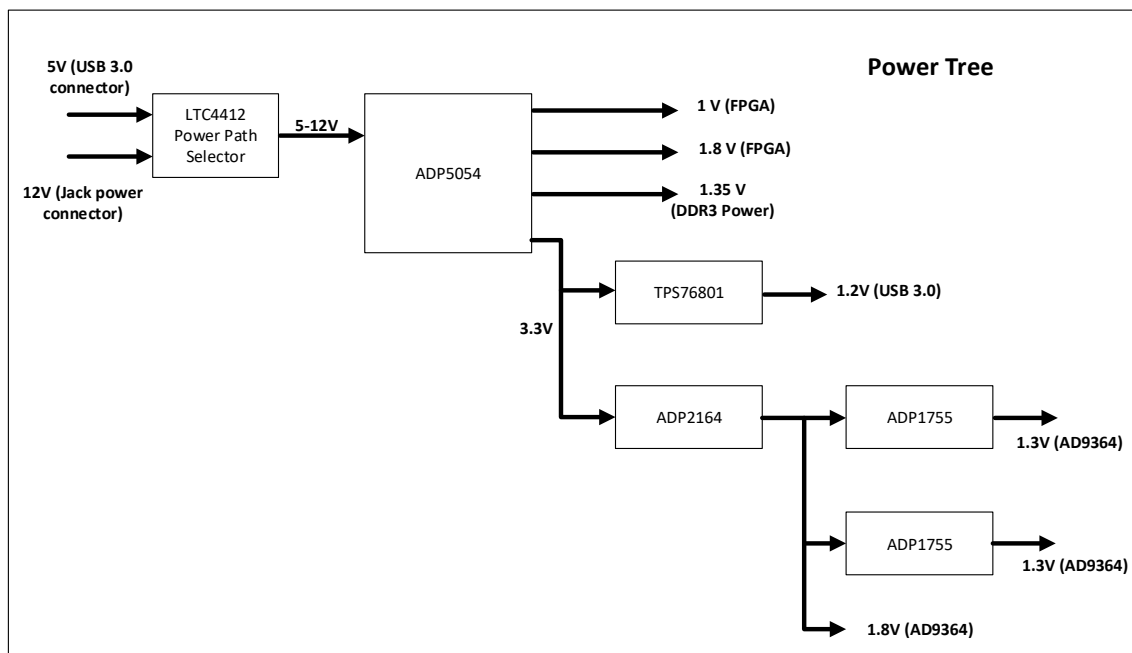 Power Tree
5V (USB 3.0
connector)
LTC4412
Power Path
Selector
12V (Jack power
connector)
5-12V
ADP5054
1 V (FPGA)
1.8 V (FPGA)
1.35 V
(DDR3 Power)
3.3V
TPS76801
1.2V (USB 3.0)
ADP2164
ADP1755
1.3V (AD9364)
ADP1755
1.3V (AD9364)
1.8V (AD9364)